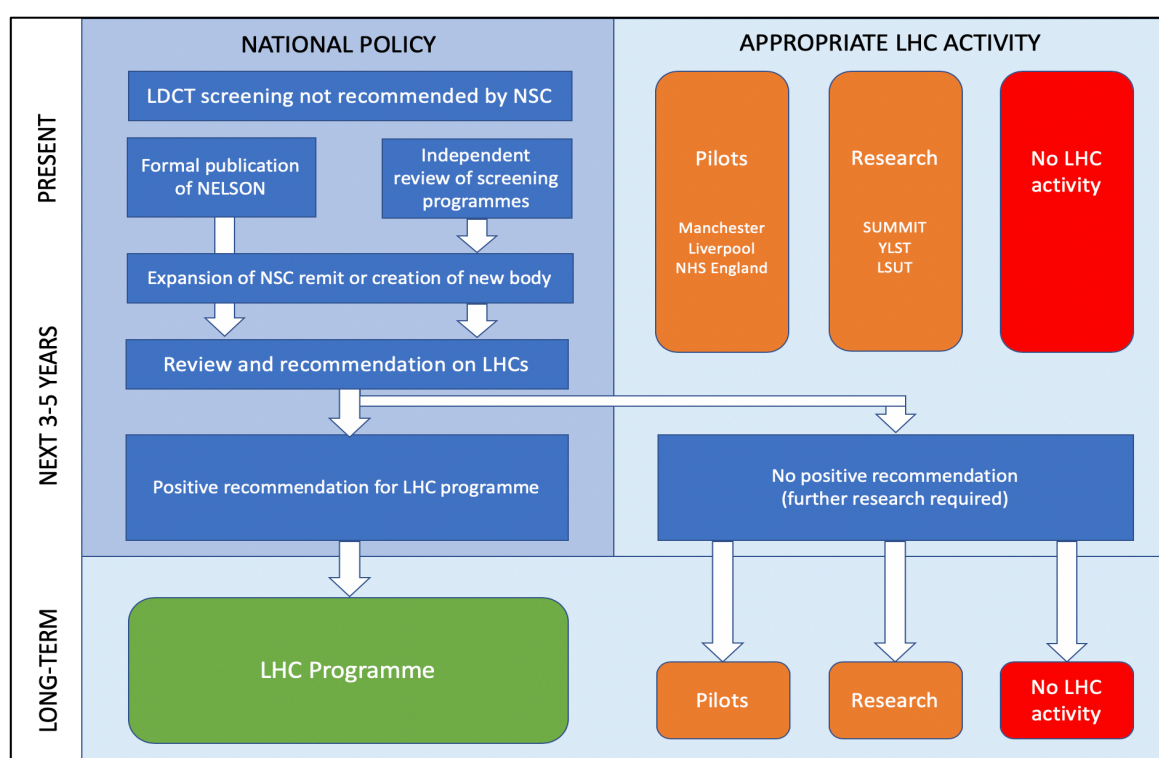 NATIONAL POLICY
APPROPRIATE LHC ACTIVITY
PRESENT
LDCT screening not recommended by NSC
Formal publication
of NELSON
Independent
review of screening
programmes
Expansion of NSC remit or creation of new body
Pilots
Manchester
Liverpool
NHS England
Research
SUMMIT
YLST
LSUT
No LHC
activity
NEXT 3-5 YEARS
Review and recommendation on LHCs
Positive recommendation for LHC programme
No positive recommendation
(further research required)
LONG-TERM
LHC Programme
Pilots
Research
No LHC
activity